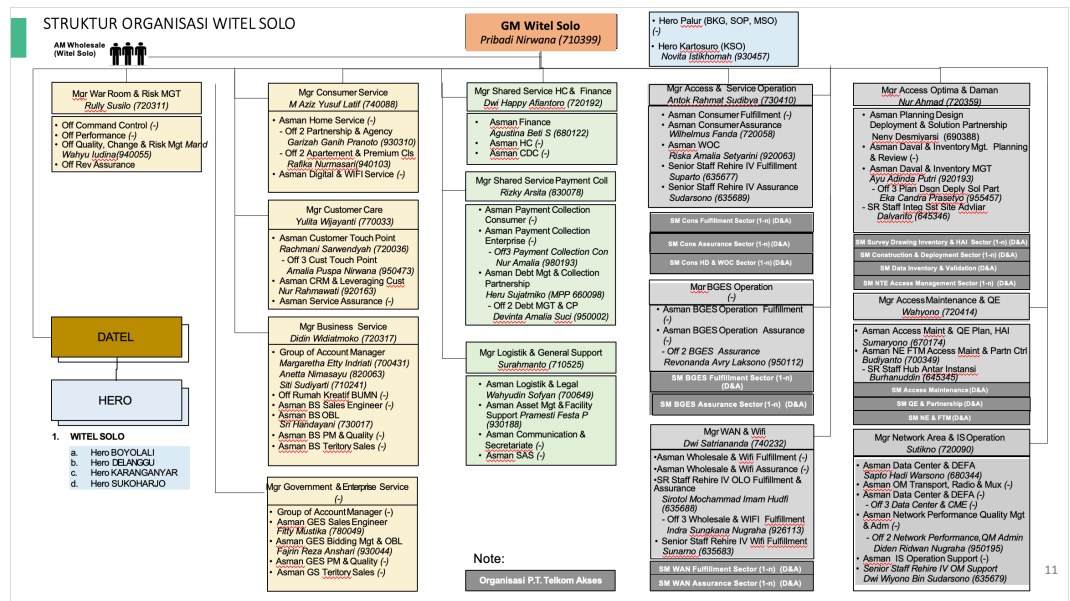 STRUKTUR ORGANISASI WITEL SOLO
GM Witel Solo
Pribadi Nirwana (710399)
Hero Palur (BKG, SOP, MSO)
(-)
Hero Kartosuro (KSO)
Novita Istikhomah (930457)
AM Wholesale
(Witel Solo)
Mgr War Room & Risk MGT
Rully Susilo (720311)
• Off Command Control (-)
• Off Performance (-)
• Off Quality, Change & Risk Mgt Mand
Wahyu Iudina(940055)
• Off Rev Assurance
DATEL
HERO
1. WITEL SOLO
a. Hero BOYOLALI
b. Hero DELANGGU
c. Hero KARANGANYAR
d. Hero SUKOHARJO
Mgr Consumer Service
M Aziz Yusuf Latif (740088)
• Asman Home Service (-)
- Off 2 Partnership & Agency
Garizah Ganih Pranoto (930310)
- Off 2 Apartement & Premium Cls
Rafika Nurmasari(940103)
• Asman Digital & WIFI Service (-)
Mgr Customer Care
Yulita Wijayanti (770033)
• Asman Customer Touch Point
Rachmani Sarwendyah (720036)
- Off 3 Cust Touch Point
Amalia Puspa Nirwana (950473)
• Asman CRM & Leveraging Cust
Nur Rahmawati (920163)
• Asman Service Assurance (-)
Mgr Business Service
Didin Widiatmoko (720317)
• Group of Account Manager
Margaretha Etty Indriati (700431)
Anetta Nimasayu (820063)
Siti Sudiyarti (710241)
• Off Rumah Kreatif BUMN (-)
• Asman BS Sales Engineer (-)
• Asman BS OBL
Sri Handayani (730017)
• Asman BS PM & Quality (-)
• Asman BS Teritory Sales (-)
Mgr Government & Enterprise Service
(-)
• Group of Account Manager (-)
• Asman GES Sales Engineer
Fitty Mustika (780049)
• Asman GES Bidding Mgt & OBL
Fajrin Reza Anshari (930044)
• Asman GES PM & Quality (-)
• Asman GS Teritory Sales (-)
Mgr Shared Service HC & Finance
Dwi Happy Afiantoro (720192)
• Asman Finance
Agustina Beti S (680122)
• Asman HC (-)
• Asman CDC (-)
Mgr Shared Service Payment Coll
Rizky Arsita (830078)
• Asman Payment Collection
Consumer (-)
• Asman Payment Collection
Enterprise (-)
- Off3 Payment Collection Con
Nur Amalia (980193)
• Asman Debt Mgt & Collection
Partnership
Heru Sujatmiko (MPP 660098)
- Off 2 Debt MGT & CP
Devinta Amalia Suci (950002)
Mgr Logistik & General Support
Surahmanto (710525)
• Asman Logistik & Legal
Wahyudin Sofyan (700649)
• Asman Asset Mgt & Facility
Support Pramesti Festa P
(930188)
• Asman Communication &
Secretariate (-)
• Asman SAS (-)
Note:
Organisasi P.T. Telkom Akses
Mgr Access & Service Operation
Antok Rahmat Sudibya (730410)
• Asman Consumer Fulfillment (-)
• Asman Consumer Assurance
Wilhelmus Fanda (720058)
• Asman WOC
Riska Amalia Setyarini (920063)
• Senior Staff Rehire IV Fulfillment
Suparto (635677)
• Senior Staff Rehire IV Assurance
Sudarsono (635689)
SM Cons Fulfillment Sector (1-n) (D&A)
SM Cons Assurance Sector (1-n) (D&A)
SM Cons HD & WOC Sector (1-n) (D&A)
Mgr BGES Operation
(-)
• Asman BGES Operation Fulfillment
(-)
• Asman BGES Operation Assurance
(-)
- Off 2 BGES Assurance
Revonanda Avry Laksono (950112)
SM BGES Fulfillment Sector (1-n)
(D&A)
SM BGES Assurance Sector (1-n) (D&A)
Mgr WAN & Wifi
Dwi Satriananda (740232)
•Asman Wholesale & Wifi Fulfillment (-)
•Asman Wholesale & Wifi Assurance (-)
•SR Staff Rehire IV OLO Fulfillment &
Assurance
Sirotol Mochammad Imam Hudfi
(635688)
- Off 3 Wholesale & WIFI Fulfillment
Indra Sungkana Nugraha (926113)
• Senior Staff Rehire IV Wifi Fulfillment
Sunarno (635683)
SM WAN Fulfillment Sector (1-n) (D&A)
SM WAN Assurance Sector (1-n) (D&A)
Mgr Access Optima & Daman
Nur Ahmad (720359)
• Asman Planning Design
Deployment & Solution Partnership
Neny Desmiyarsi (690388)
• Asman Daval & Inventory Mgt. Planning
& Review (-)
• Asman Daval & Inventory MGT
Ayu Adinda Putri (920193)
- Off 3 Plan Dsgn Deply Sol Part
Eka Candra Prasetyo (955457)
- SR Staff Integ Sst Site Advliar
Dalvarito (645346)
SM Survey Drawing Inventory & HAI Sector (1-n) (D&A)
SM Construction & Deployment Sector (1-n) (D&A)
SM Data Inventory & Validation (D&A)
SM NTE Access Management Sector (1-n) (D&A)
Mgr Access Maintenance & QE
Wahyono (720414)
• Asman Access Maint & QE Plan, HAI
Sumaryono (670174)
• Asman NE FTM Access Maint & Partn Ctrl
Budiyanto (700349)
- SR Staff Hub Antar Instansi
Burhanuddin (645345)
SM Access Maintenance (D&A)
SM QE & Partnership (D&A)
SM NE & FTM (D&A)
Mgr Network Area & IS Operation
Sutikno (720090)
• Asman Data Center & DEFA
Sapto Hadi Warsono (680344)
• Asman OM Transport, Radio & Mux (-)
• Asman Data Center & DEFA (-)
- Off 3 Data Center & CME (-)
• Asman Network Performance Quality Mgt
& Adm (-)
- Off 2 Network Performance,QM Admin
Diden Ridwan Nugraha (950195)
• Asman IS Operation Support (-)
• Senior Staff Rehire IV OM Support
Dwi Wiyono Bin Sudarsono (635679)
11